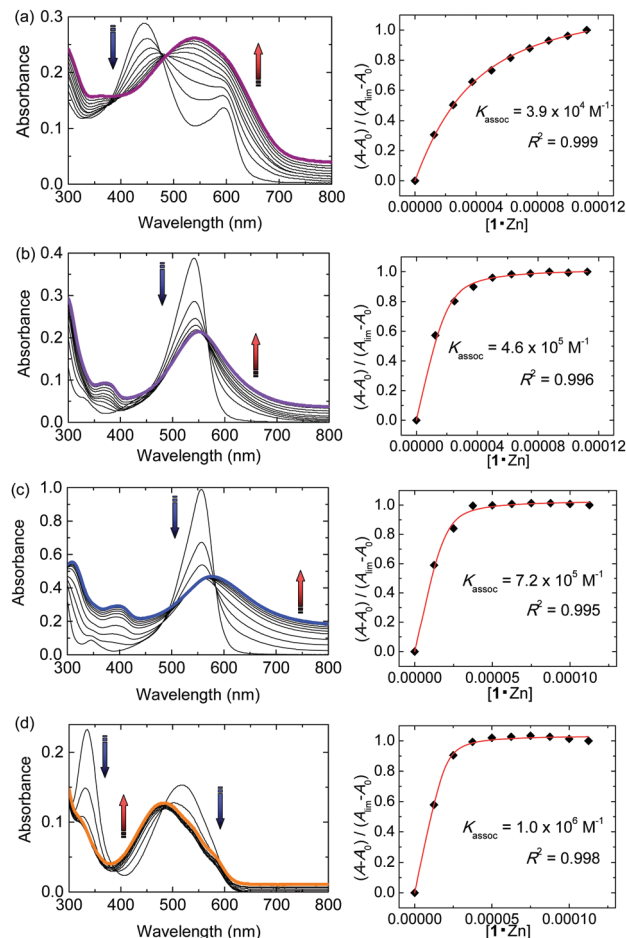 (a)
Absorbance
0.3
0.2
0.1
0.0
300 400 500 600 700 800
Wavelength (nm)
(A-A0) / (Alim-A0)
1.0
0.8
0.6
0.4
0.2
0.0
Kassoc = 3.9 x 10⁴ M⁻¹
R² = 0.999
0.00000 0.00004 0.00008 0.00012
[1▪Zn]
(b)
Absorbance
0.4
0.3
0.2
0.1
0.0
300 400 500 600 700 800
Wavelength (nm)
(A-A0) / (Alim-A0)
1.0
0.8
0.6
0.4
0.2
0.0
Kassoc = 4.6 x 10⁵ M⁻¹
R² = 0.996
0.00000 0.00004 0.00008 0.00012
[1▪Zn]
(c)
Absorbance
1.0
0.8
0.6
0.4
0.2
0.0
300 400 500 600 700 800
Wavelength (nm)
(A-A0) / (Alim-A0)
1.0
0.8
0.6
0.4
0.2
0.0
Kassoc = 7.2 x 10⁵ M⁻¹
R² = 0.995
0.00000 0.00005 0.00010
[1▪Zn]
(d)
Absorbance
0.2
0.1
0.0
300 400 500 600 700 800
Wavelength (nm)
(A-A0) / (Alim-A0)
1.0
0.8
0.6
0.4
0.2
0.0
Kassoc = 1.0 x 10⁶ M⁻¹
R² = 0.998
0.00000 0.00005 0.00010
[1▪Zn]